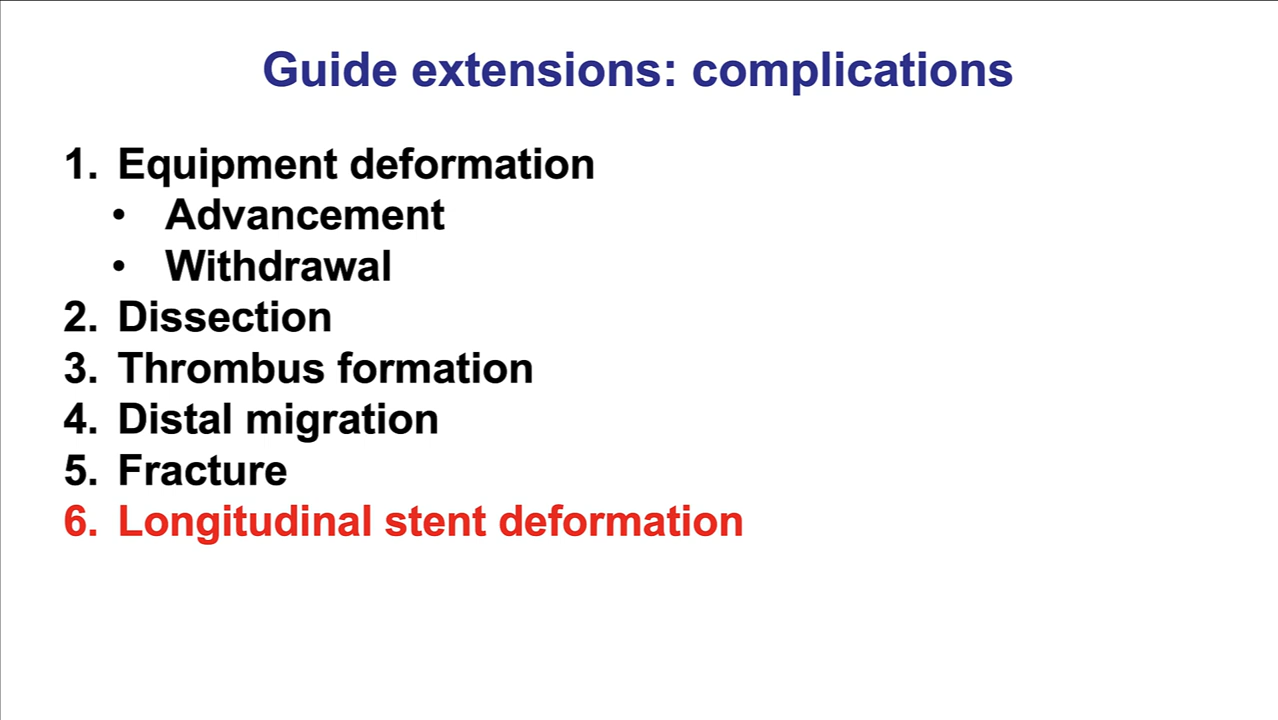 Guide extensions: complications
1. Equipment deformation
• Advancement
• Withdrawal
2. Dissection
3. Thrombus formation
4. Distal migration
5. Fracture
6. Longitudinal stent deformation